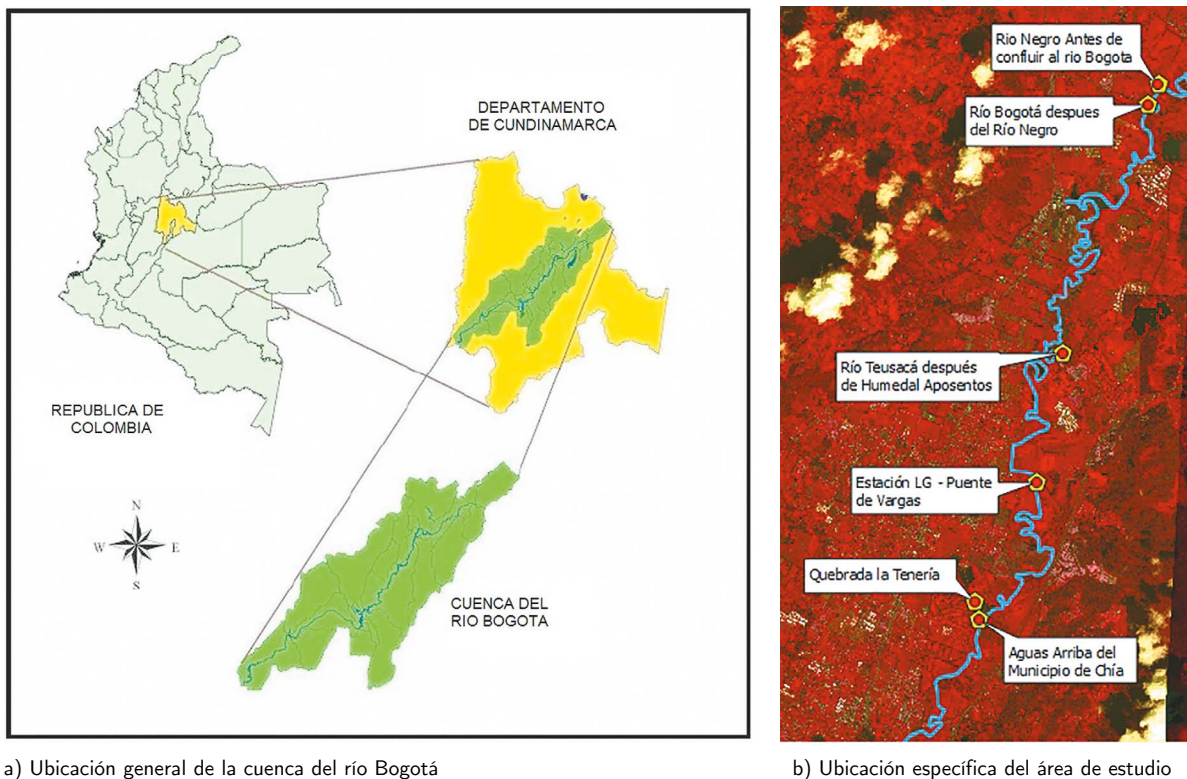 DEPARTAMENTO
DE CUNDINAMARCA
REPUBLICA DE
COLOMBIA
N
W E
S
CUENCA DEL
RIO BOGOTA
a) Ubicación general de la cuenca del río Bogotá
Rio Negro Antes de
confluir al rio Bogota
Río Bogotá despues
del Río Negro
Río Teusacá después
de Humedal Aposentos
Estación LG - Puente
de Vargas
Quebrada la Tenería
Aguas Arriba del
Municipio de Chía
b) Ubicación específica del área de estudio